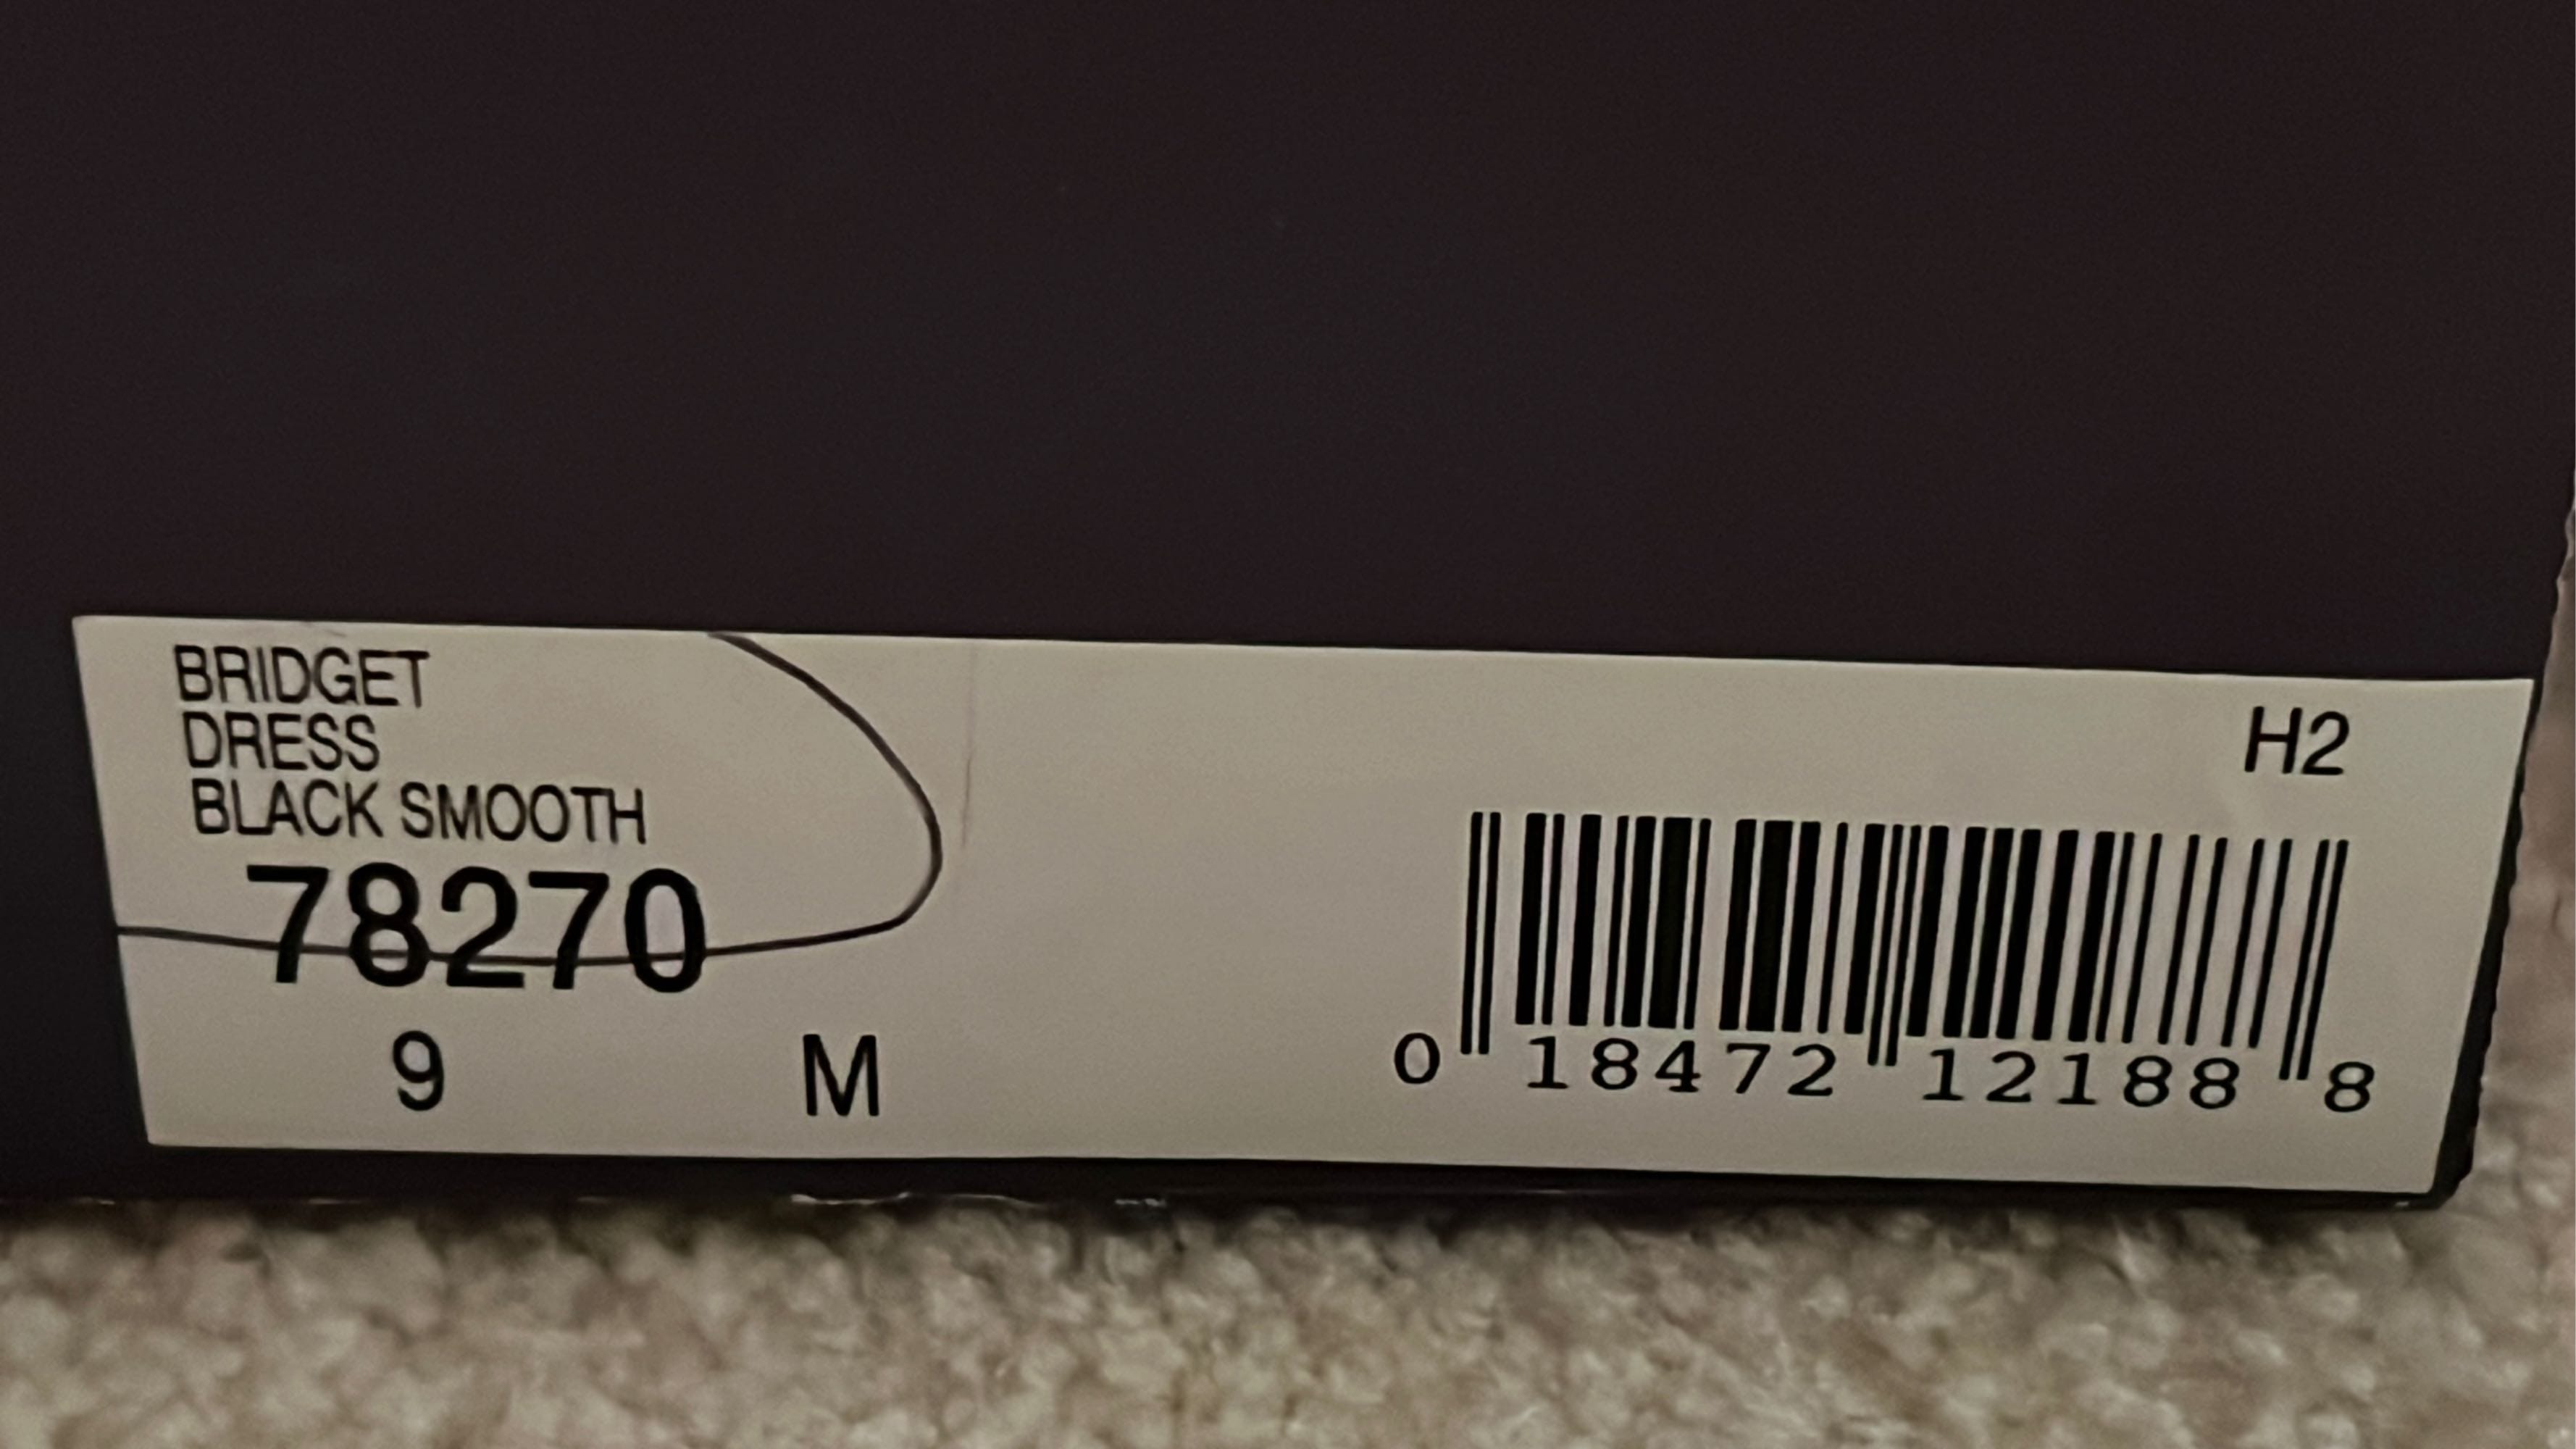 BRIDGET
DRESS
BLACK SMOOTH
78270
9 M
H2
0 18472 12188 8